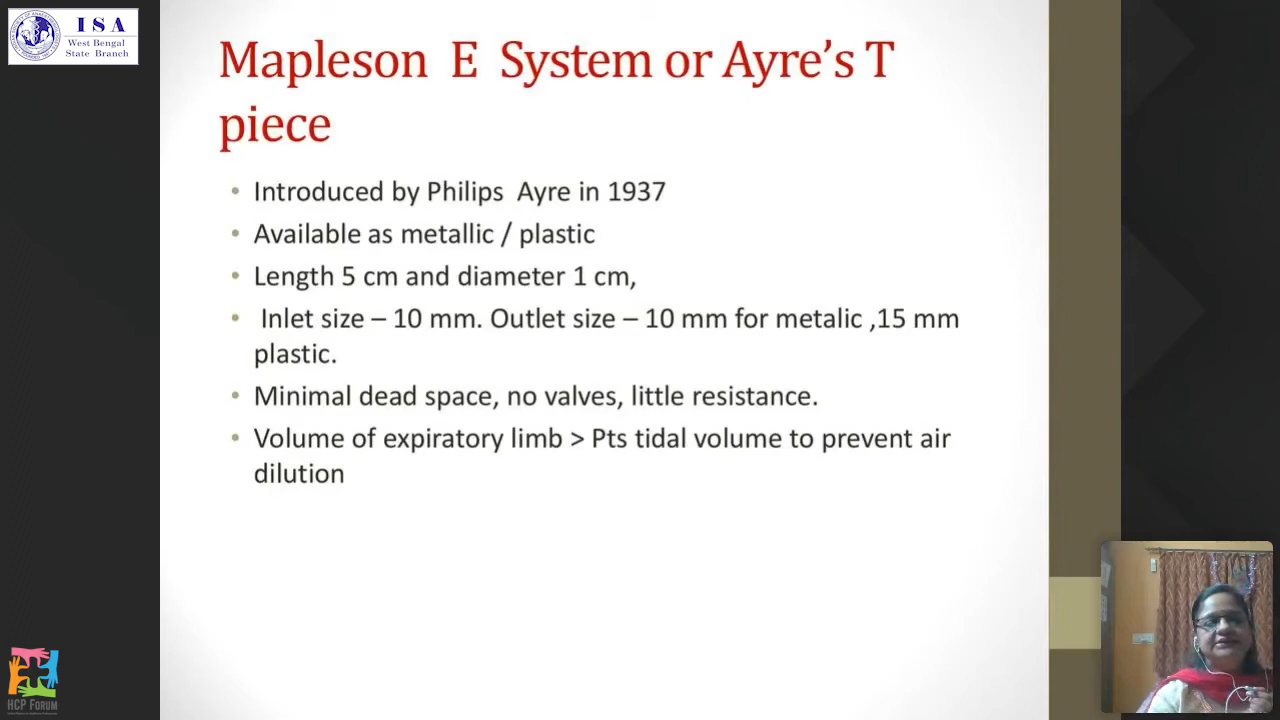 I S A
West Bengal
State Branch
Mapleson E System or Ayre’s T
piece
• Introduced by Philips Ayre in 1937
• Available as metallic / plastic
• Length 5 cm and diameter 1 cm,
• Inlet size – 10 mm. Outlet size – 10 mm for metalic ,15 mm
plastic.
• Minimal dead space, no valves, little resistance.
• Volume of expiratory limb > Pts tidal volume to prevent air
dilution
HCP FORUM